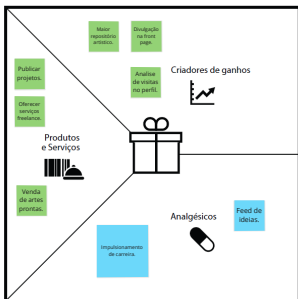 Maior
repositório
artístico.
Divulgação
na front
page.
Publicar
projetos.
Analise
de visitas
no perfil.
Criadores de ganhos
Oferecer
serviços
freelance.
Produtos
e Serviços
Venda
de artes
prontas.
Analgésicos
Feed de
ideias.
Impulsionamento
de carreira.